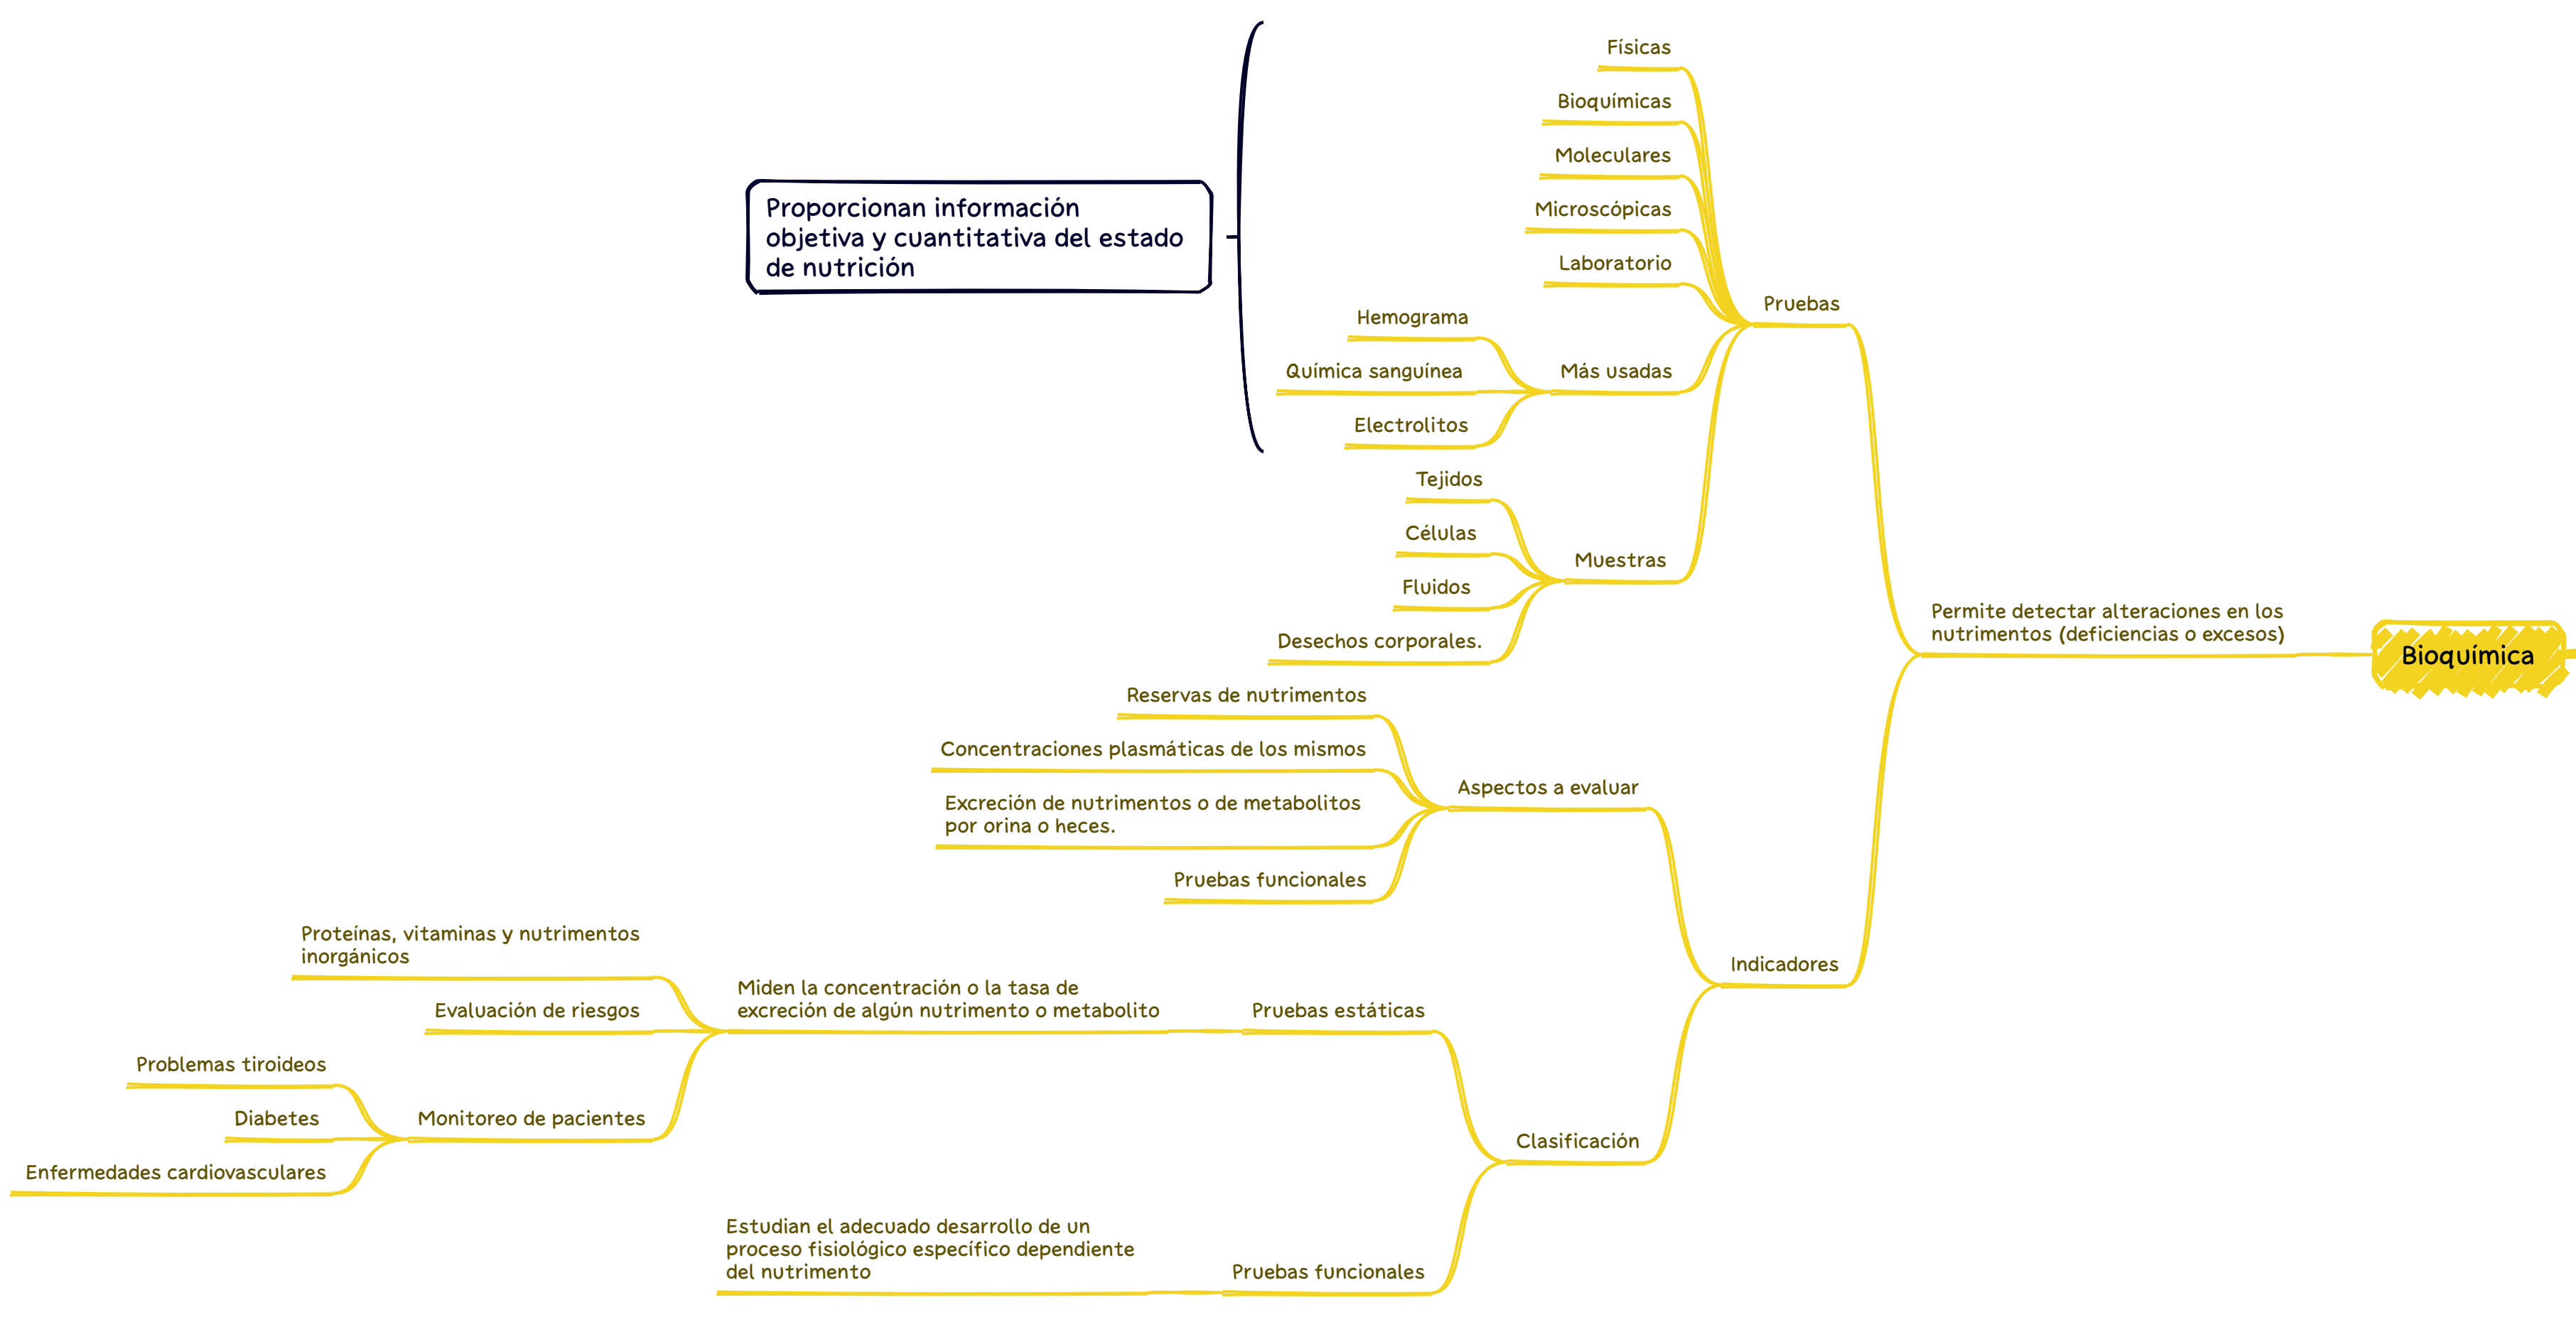 Físicas
Bioquímicas
Moleculares
Microscópicas
Laboratorio
Proporcionan información
objetiva y cuantitativa del estado
de nutrición
Pruebas
Hemograma
Química sanguínea
Electrolitos
Más usadas
Tejidos
Células
Fluidos
Desechos corporales.
Muestras
Permite detectar alteraciones en los
nutrimentos (deficiencias o excesos)
Bioquímica
Reservas de nutrimentos
Concentraciones plasmáticas de los mismos
Excreción de nutrimentos o de metabolitos
por orina o heces.
Pruebas funcionales
Aspectos a evaluar
Indicadores
Proteínas, vitaminas y nutrimentos
inorgánicos
Evaluación de riesgos
Miden la concentración o la tasa de
excreción de algún nutrimento o metabolito
Pruebas estáticas
Problemas tiroideos
Diabetes
Enfermedades cardiovasculares
Monitoreo de pacientes
Clasificación
Estudian el adecuado desarrollo de un
proceso fisiológico específico dependiente
del nutrimento
Pruebas funcionales